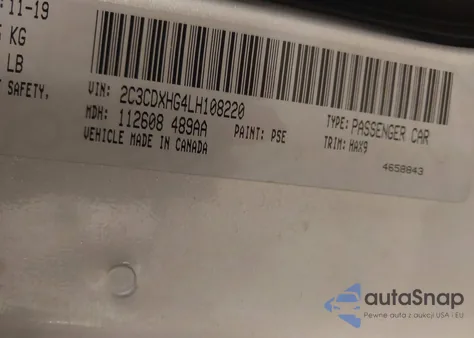 : 11-19
KG
LB
SAFETY,
VIN: 2C3CDXHG4LH108220
MDH: 112608 489AA
PAINT: PSE
VEHICLE MADE IN CANADA
TYPE: PASSENGER CAR
TRIM: HAX9
4658843
autaSnap
Pewne auta z aukcji USA i EU